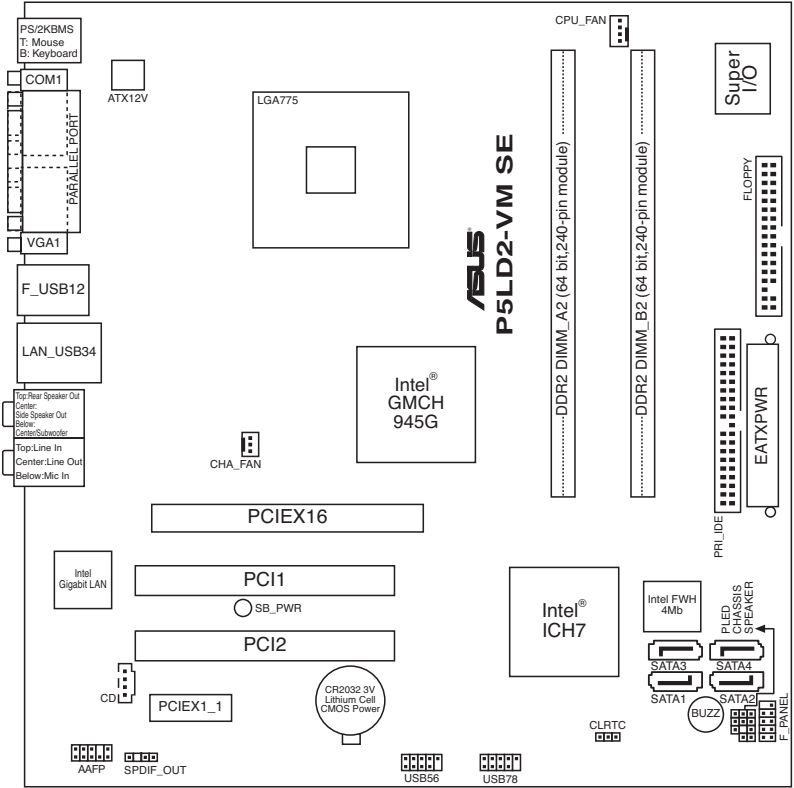 PS/2KBMS
T: Mouse
B: Keyboard
CPU_FAN
COM1
ATX12V
Super
I/O
LGA775
PARALLEL PORT
FLOPPY
VGA1
ASUS®
P5LD2-VM SE
DDR2 DIMM_A2 (64 bit,240-pin module)
DDR2 DIMM_B2 (64 bit,240-pin module)
F_USB12
LAN_USB34
Intel®
GMCH
945G
EATXPWR
PRI_IDE
Top:Rear Speaker Out
Center:
Side Speaker Out
Below:
Center/Subwoofer
Top:Line In
Center:Line Out
Below:Mic In
CHA_FAN
PCIEX16
Intel
Gigabit LAN
PCI1
SB_PWR
PCI2
Intel®
ICH7
Intel FWH
4Mb
PLED
CHASSIS
SPEAKER
SATA3
SATA4
SATA1
SATA2
CD
PCIEX1_1
CR2032 3V
Lithium Cell
CMOS Power
BUZZ
CLRTC
F_PANEL
AAFP
SPDIF_OUT
USB56
USB78